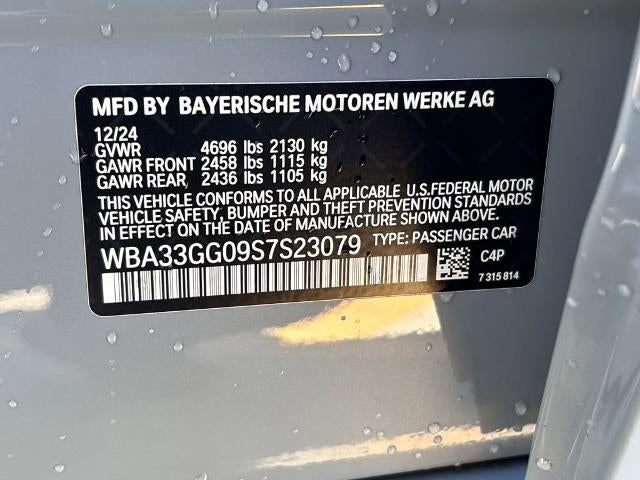 MFD BY BAYERISCHE MOTOREN WERKE AG
12/24
GVWR 4696 lbs 2130 kg
GAWR FRONT 2458 lbs 1115 kg
GAWR REAR 2436 lbs 1105 kg
THIS VEHICLE CONFORMS TO ALL APPLICABLE U.S.FEDERAL MOTOR
VEHICLE SAFETY, BUMPER AND THEFT PREVENTION STANDARDS
IN EFFECT ON THE DATE OF MANUFACTURE SHOWN ABOVE.
WBA33GG09S7S23079 TYPE: PASSENGER CAR
C4P
7 315 814